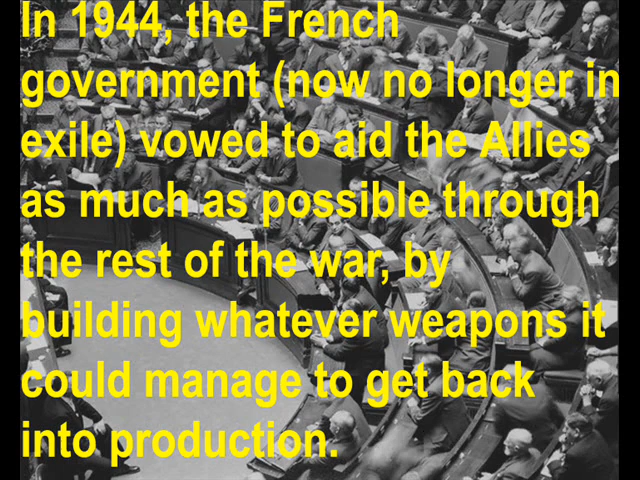 In 1944, the French
government (now no longer in
exile) vowed to aid the Allies
as much as possible through
the rest of the war, by
building whatever weapons it
could manage to get back
into production.